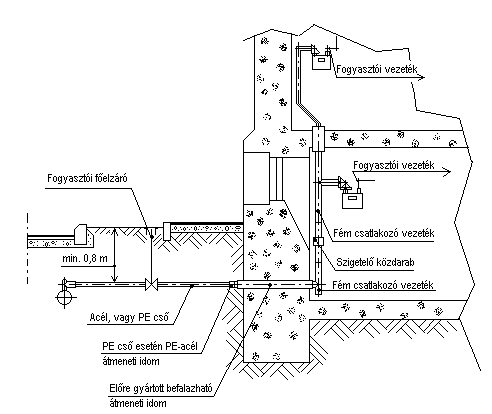 Fogyasztói vezeték
Fogyasztói vezeték
Fogyasztói főelzáró
Fém csatlakozó vezeték
min. 0,8 m
Szigetelő közdarab
Fém csatlakozó vezeték
Acél, vagy PE cső
PE cső esetén PE-acél
átmeneti idom
Előre gyártott befalazható
átmeneti idom